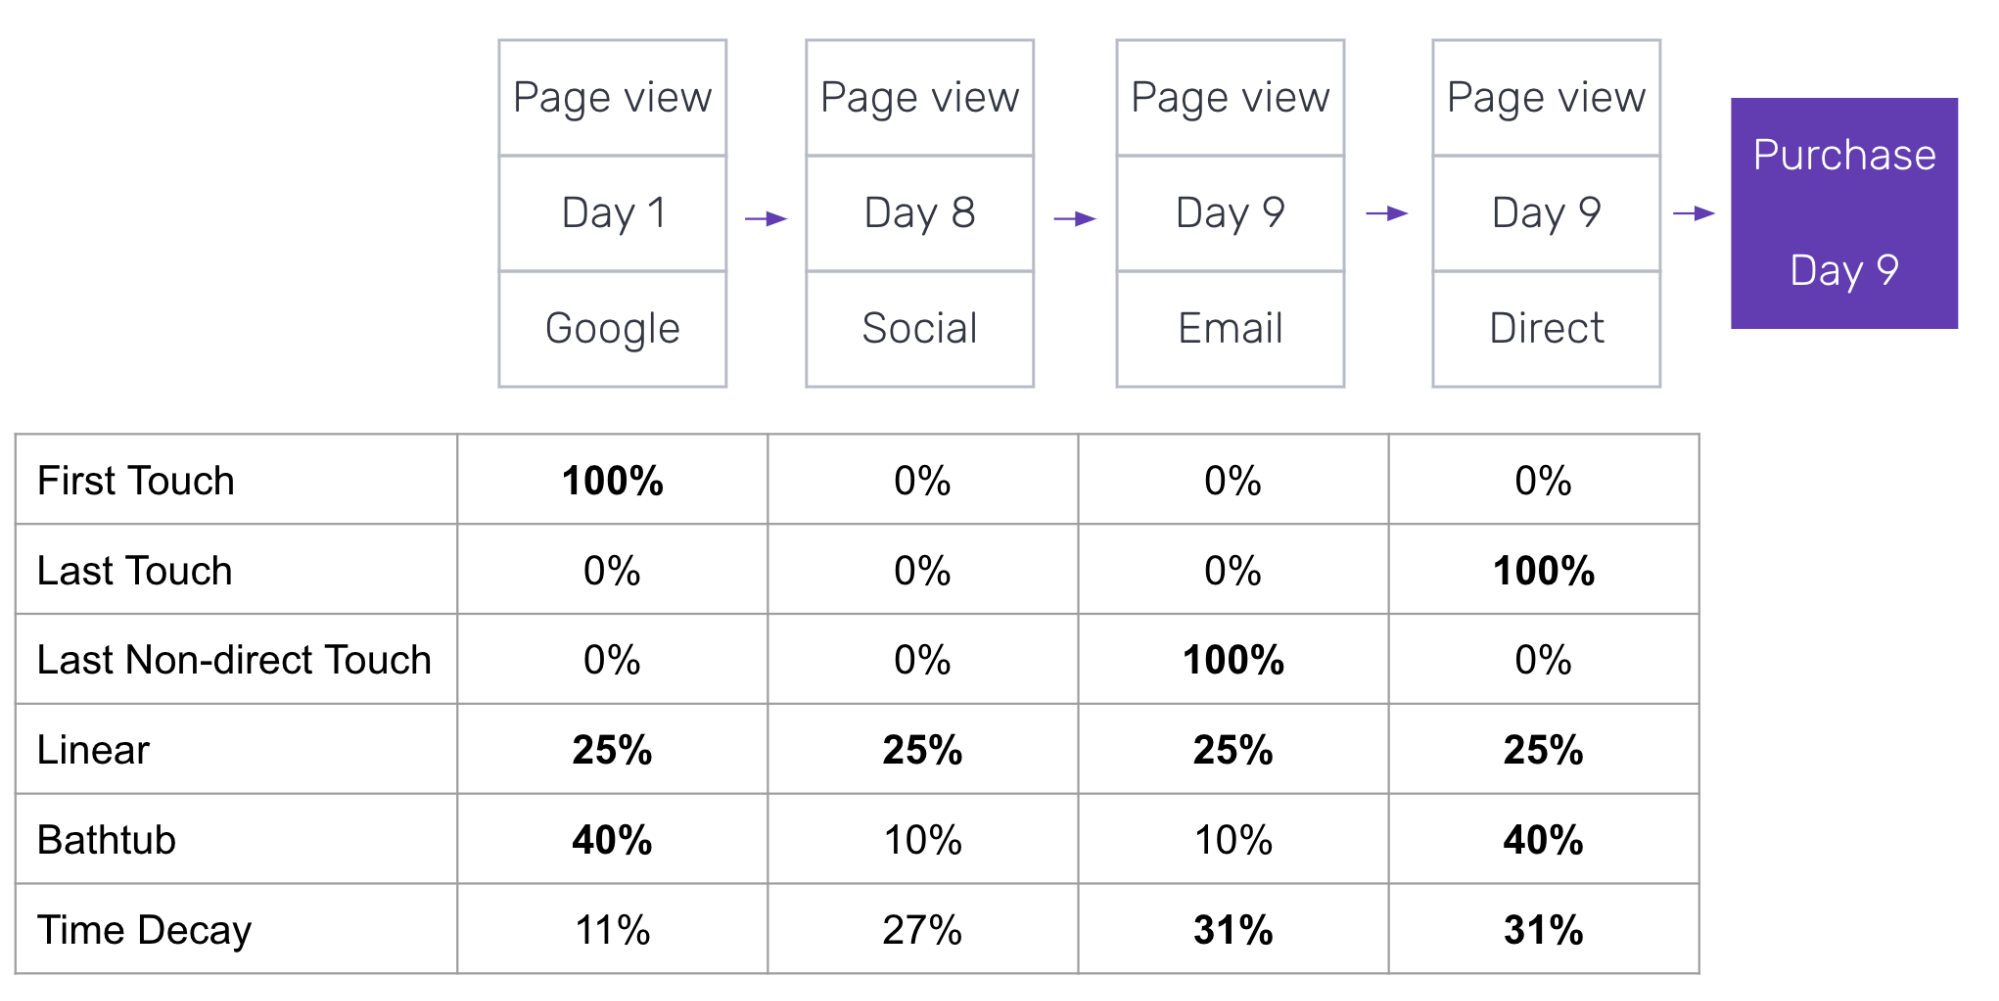 Page view
Day 1
Google
Page view
Day 8
Social
Page view
Day 9
Email
Page view
Day 9
Direct
Purchase
Day 9
First Touch 100% 0% 0% 0%
Last Touch 0% 0% 0% 100%
Last Non-direct Touch 0% 0% 100% 0%
Linear 25% 25% 25% 25%
Bathtub 40% 10% 10% 40%
Time Decay 11% 27% 31% 31%